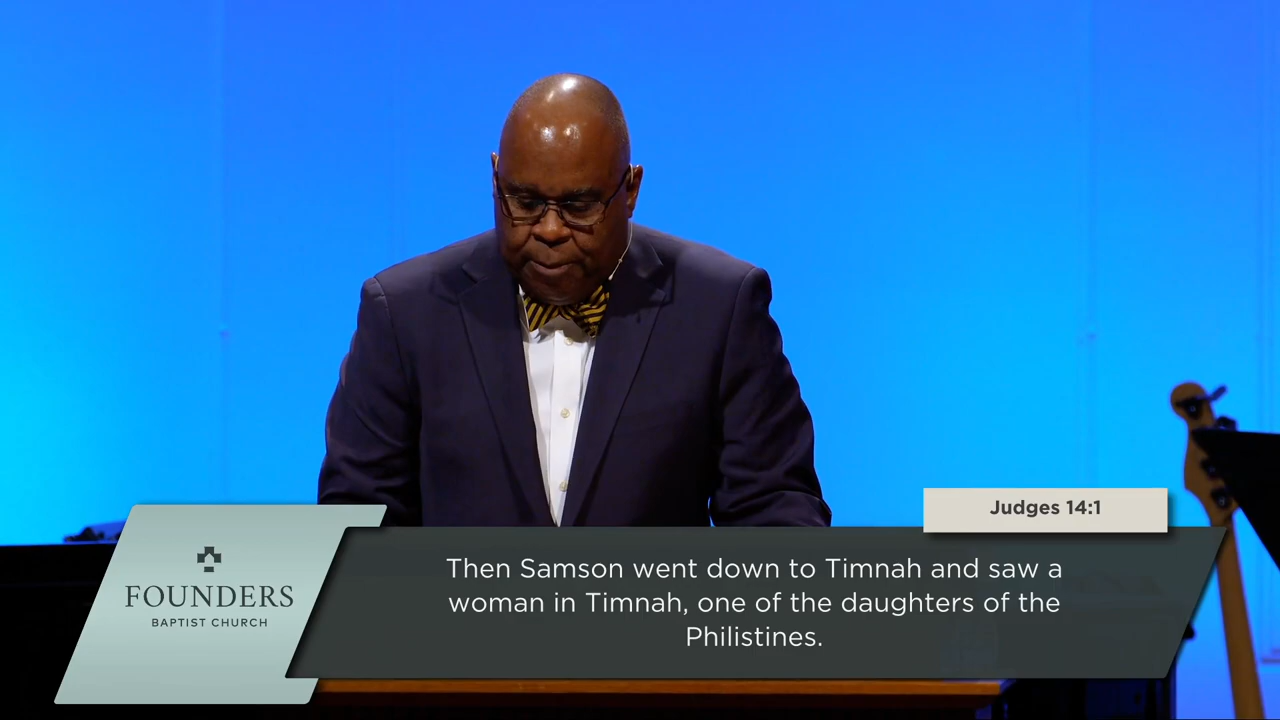 Judges 14:1
Then Samson went down to Timnah and saw a
woman in Timnah, one of the daughters of the
Philistines.
FOUNDERS
BAPTIST CHURCH